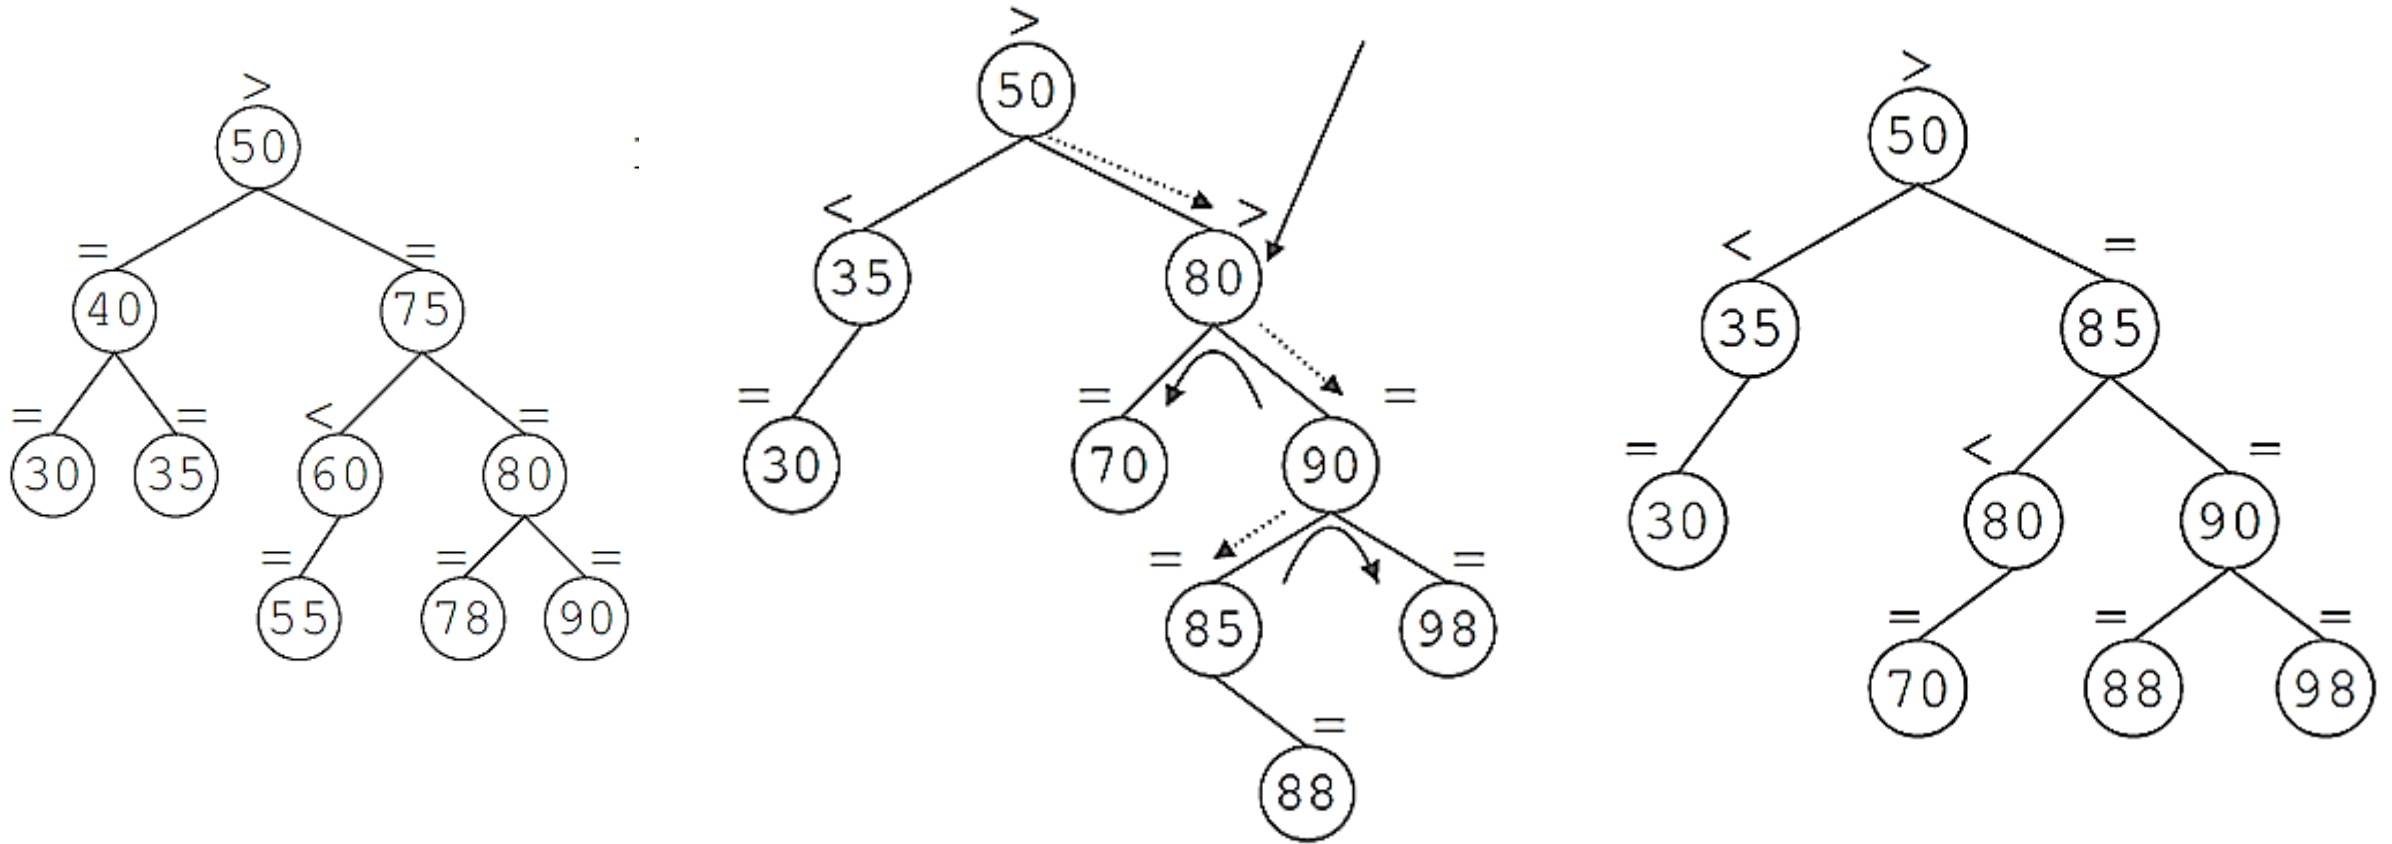 >
50
= =
40 75
= = < =
30 35 60 80
= = =
55 78 90
>
50
< >
35 80
= = =
30 70 90
= =
85 98
=
88
>
50
< =
35 85
= < =
30 80 90
= = =
70 88 98